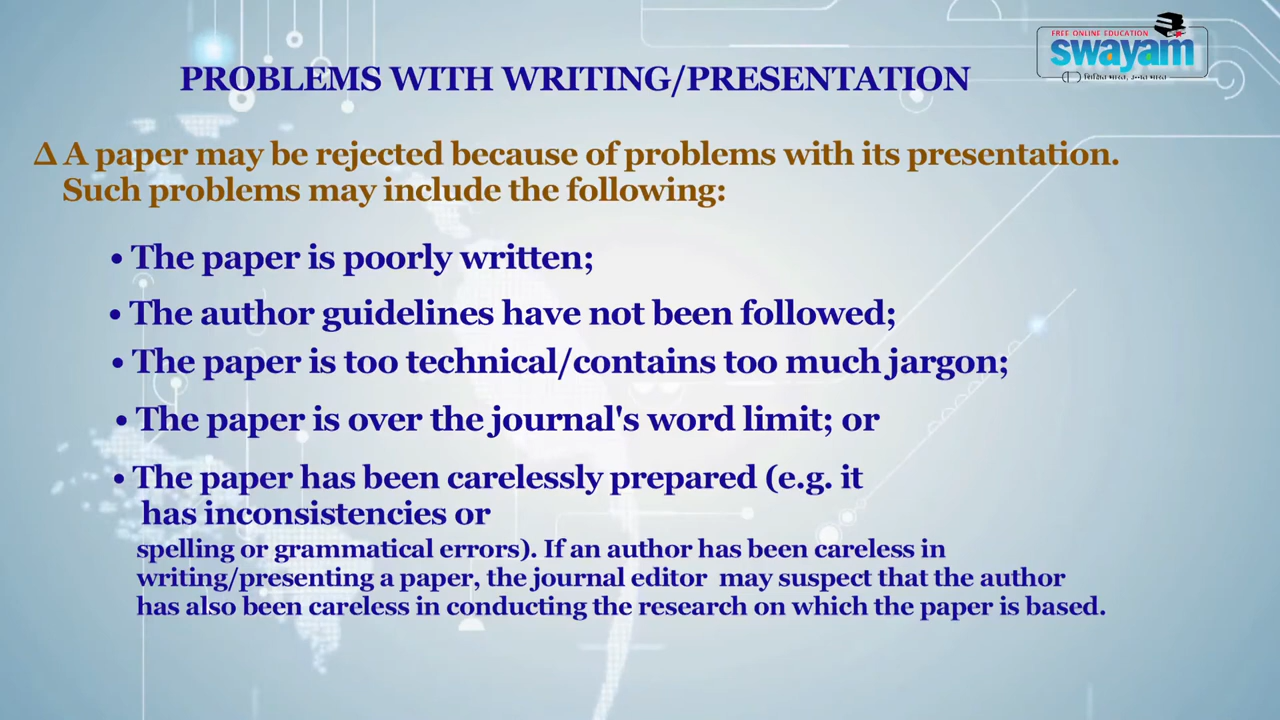 FREE ONLINE EDUCATION
swayam
शिक्षित भारत, उन्नत भारत
PROBLEMS WITH WRITING/PRESENTATION
Δ A paper may be rejected because of problems with its presentation.
Such problems may include the following:
• The paper is poorly written;
• The author guidelines have not been followed;
• The paper is too technical/contains too much jargon;
• The paper is over the journal's word limit; or
• The paper has been carelessly prepared (e.g. it
has inconsistencies or
spelling or grammatical errors). If an author has been careless in
writing/presenting a paper, the journal editor may suspect that the author
has also been careless in conducting the research on which the paper is based.